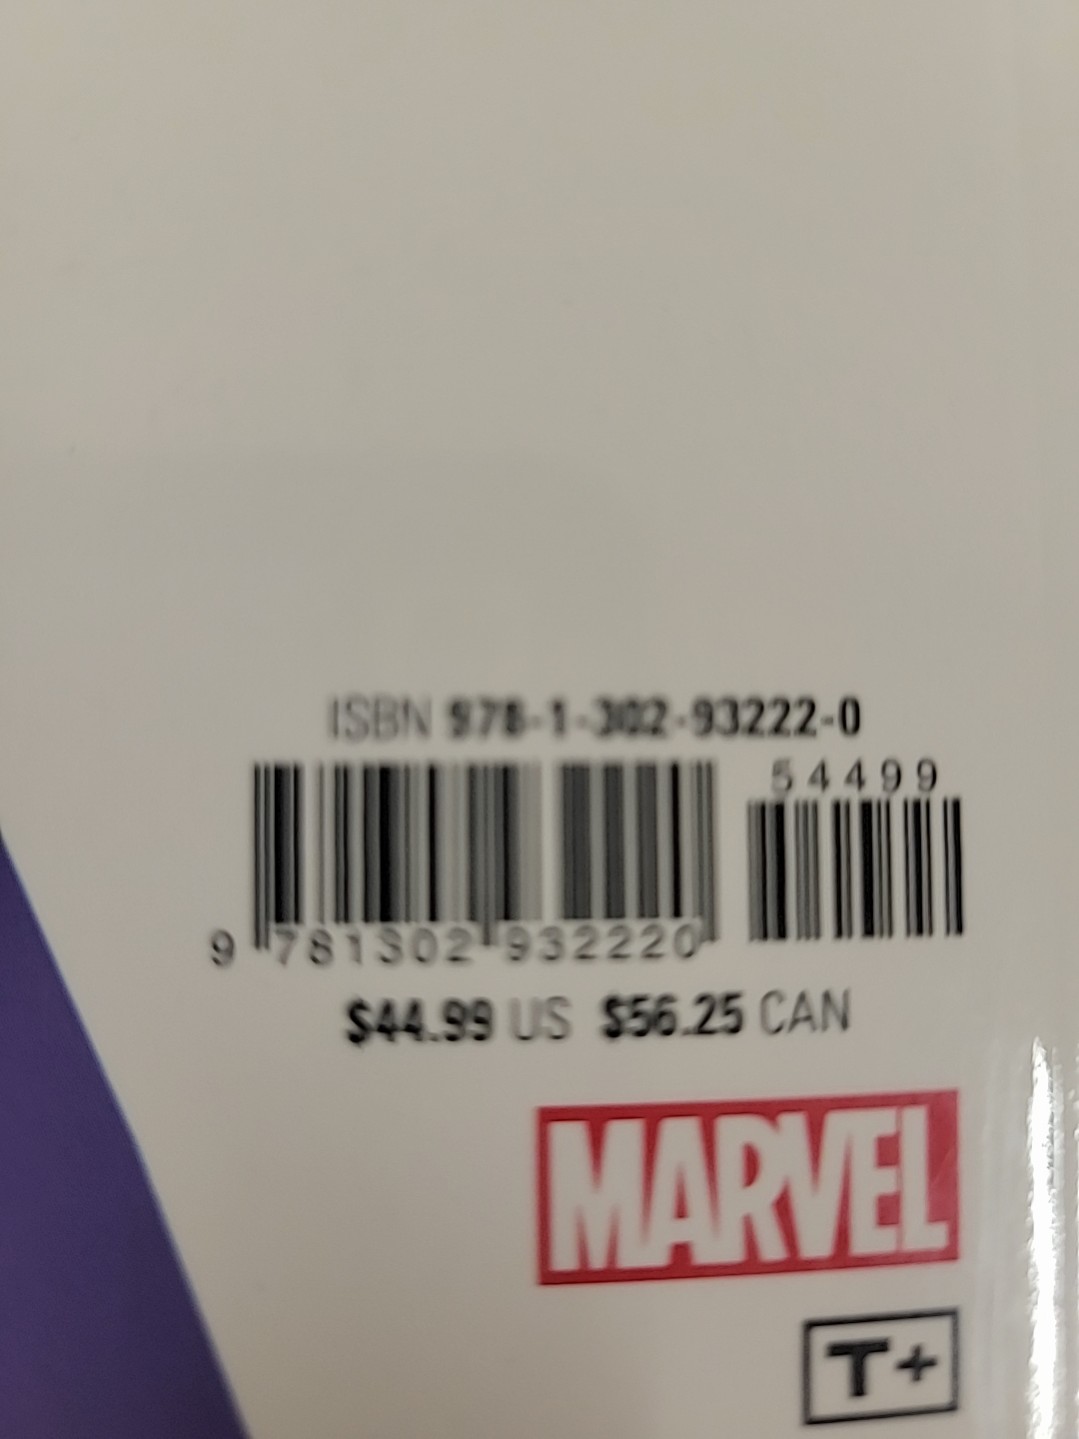 ISBN 978-1-302-93222-0
54499
9 781302 932220
$44.99 US $56.25 CAN
MARVEL
T+